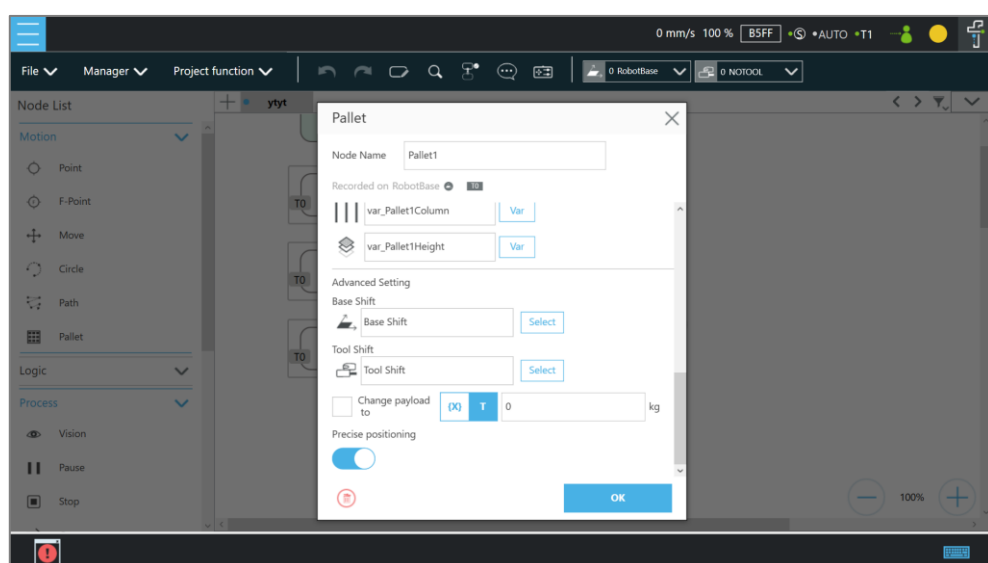 0 mm/s 100 % B5FF •Ⓢ •AUTO •T1
File Manager Project function 0 RobotBase 0 NOTOOL
Node List
ytyt
Motion
Point
F-Point
Move
Circle
Path
Pallet
Logic
Process
Vision
Pause
Stop
T0
T0
T0
Pallet
Node Name Pallet1
Recorded on RobotBase T0
var_Pallet1Column Var
var_Pallet1Height Var
Advanced Setting
Base Shift
Base Shift Select
Tool Shift
Tool Shift Select
Change payload
to
{X} T 0 kg
Precise positioning
OK
100%